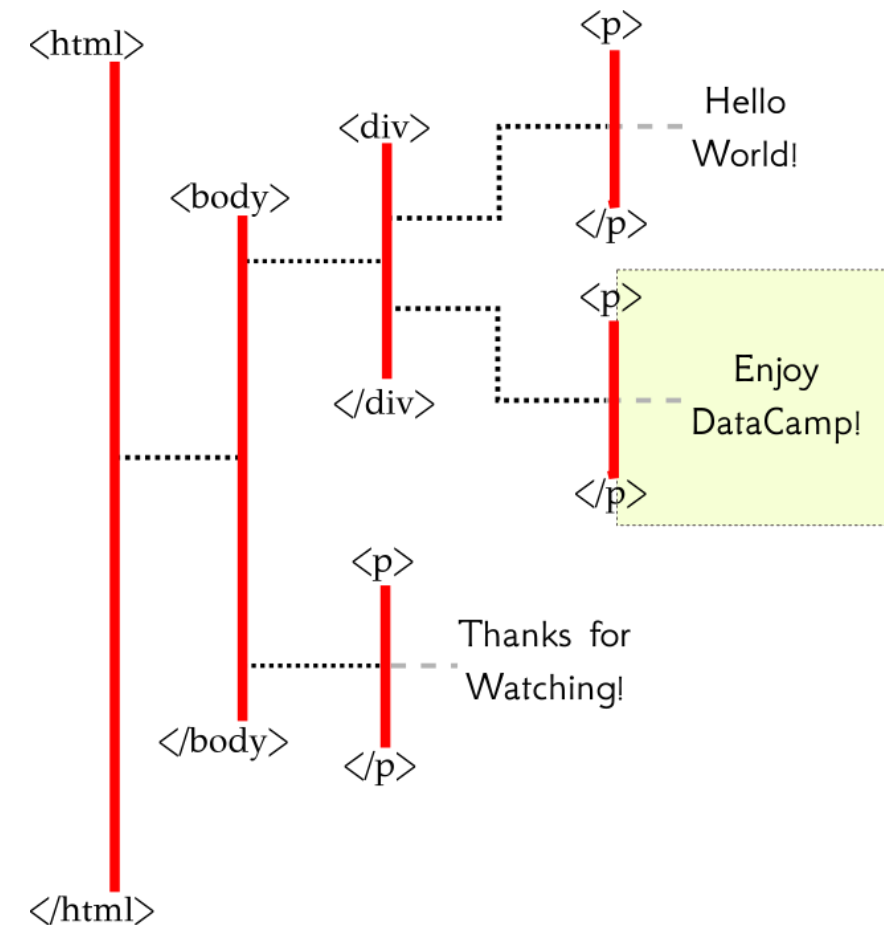 <html>
<body>
<div>
<p>
Hello
World!
</p>
<p>
Enjoy
DataCamp!
</p>
</div>
<p>
Thanks for
Watching!
</p>
</body>
</html>